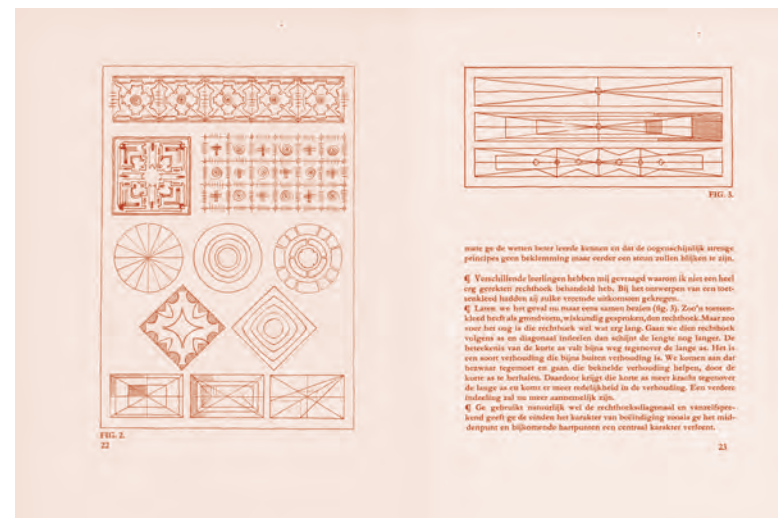 FIG. 2.
22
FIG. 3.
mate ge de wetten beter leerde kennen en dat de oogenschijnlijk strenge
principes geen beklemming maar eerder een steun zullen blijken te zijn.
¶ Verschillende leerlingen hebben mij gevraagd waarom ik niet een heel
erg gerekten rechthoek behandeld heb. Bij het ontwerpen van een toet-
senkleed hadden zij zulke vreemde uitkomsten gekregen.
¶ Laten we het geval nu maar eens samen bezien (fig. 3). Zoo'n toetsen-
kleed heeft als grondvorm, wiskundig gesproken, den rechthoek. Maar zoo
voor het oog is die rechthoek wel wat erg lang. Gaan we dien rechthoek
volgens as en diagonaal indeelen dan schijnt de lengte nog langer. De
beteekenis van de korte as valt bijna weg tegenover de lange as. Het is
een soort verhouding die bijna buiten verhouding is. We komen aan dat
bezwaar tegemoet en gaan die beknelde verhouding helpen, door de
korte as te herhalen. Daardoor krijgt die korte as meer kracht tegenover
de lange as en komt er meer redelijkheid in de verhouding. Een verdere
indeeling zal nu meer aannemelijk zijn.
¶ Ge gebruikt natuurlijk wel de rechthoeksdiagonaal en vanzelfspre-
kend geeft ge de einden het karakter van beëindiging zooals ge het mid-
denpunt en bijkomende hartpunten een centraal karakter verleent.
23